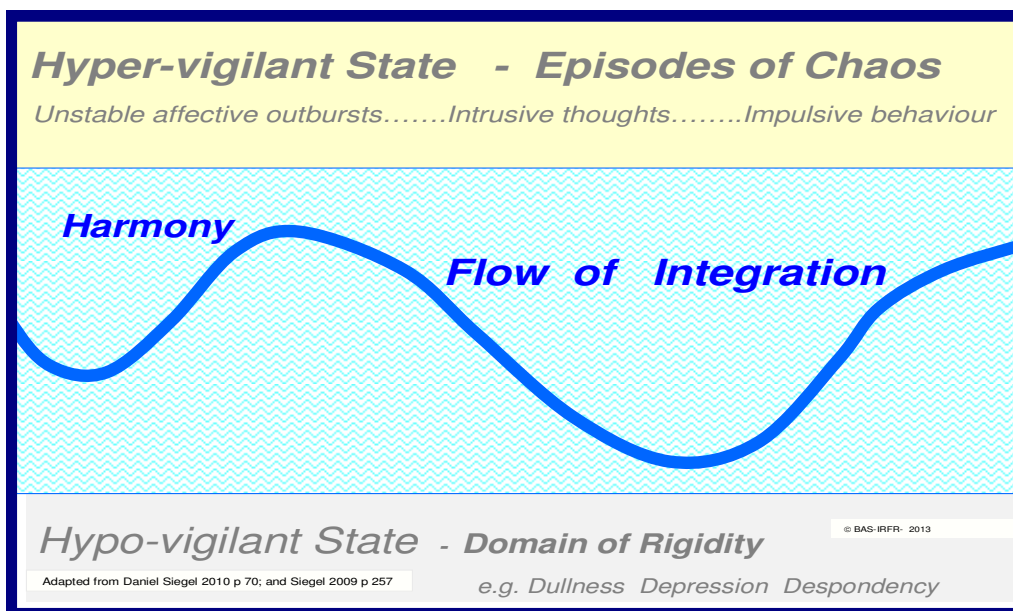 Hyper-vigilant State - Episodes of Chaos
Unstable affective outbursts.......Intrusive thoughts........Impulsive behaviour
Harmony
Flow of Integration
Hypo-vigilant State - Domain of Rigidity
© BAS-IRFR- 2013
Adapted from Daniel Siegel 2010 p 70; and Siegel 2009 p 257
e.g. Dullness Depression Despondency